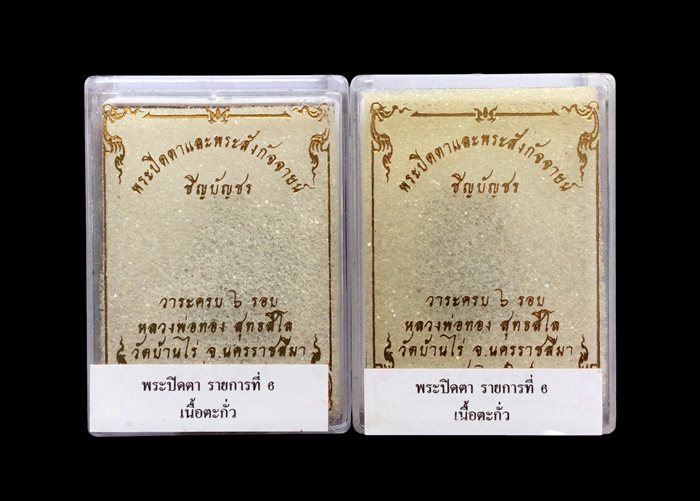 พระปิดตาและพระสังกัจจายน์
ชินบัญชร
วาระครบ ๖ รอบ
หลวงพ่อทอง สุทธสีโล
วัดบ้านไร่ จ.นครราชสีมา
พระปิดตา รายการที่ 6
เนื้อตะกั่ว
พระปิดตาและพระสังกัจจายน์
ชินบัญชร
วาระครบ ๖ รอบ
หลวงพ่อทอง สุทธสีโล
วัดบ้านไร่ จ.นครราชสีมา
พระปิดตา รายการที่ 6
เนื้อตะกั่ว